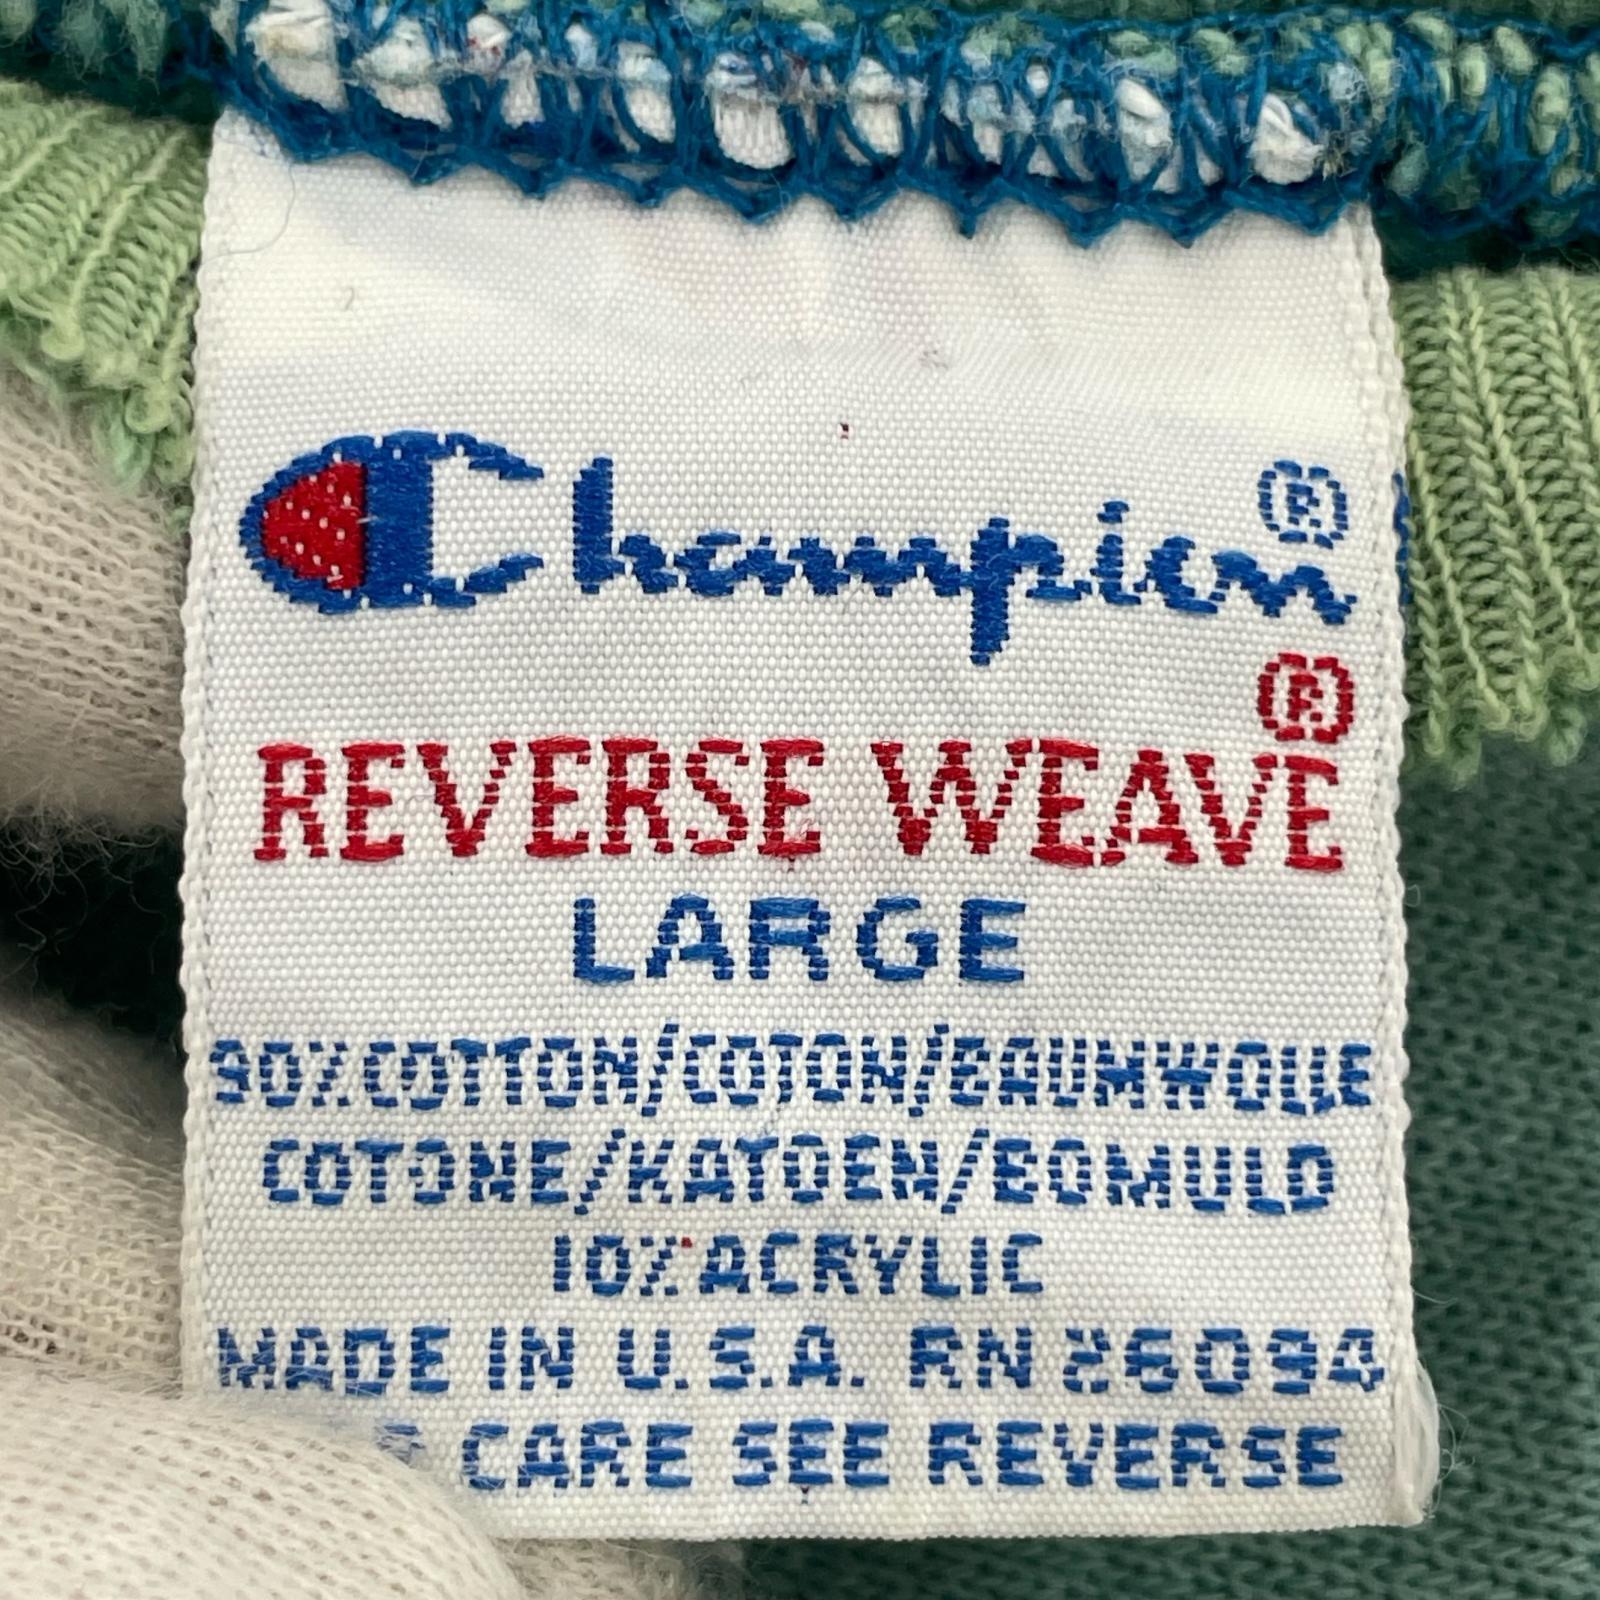 Champion®
®
REVERSE WEAVE
LARGE
90% COTTON/COTON/BAUMWOLLE
COTONE/KATOEN/BOMULD
10% ACRYLIC
MADE IN U.S.A. RN 26094
CARE SEE REVERSE